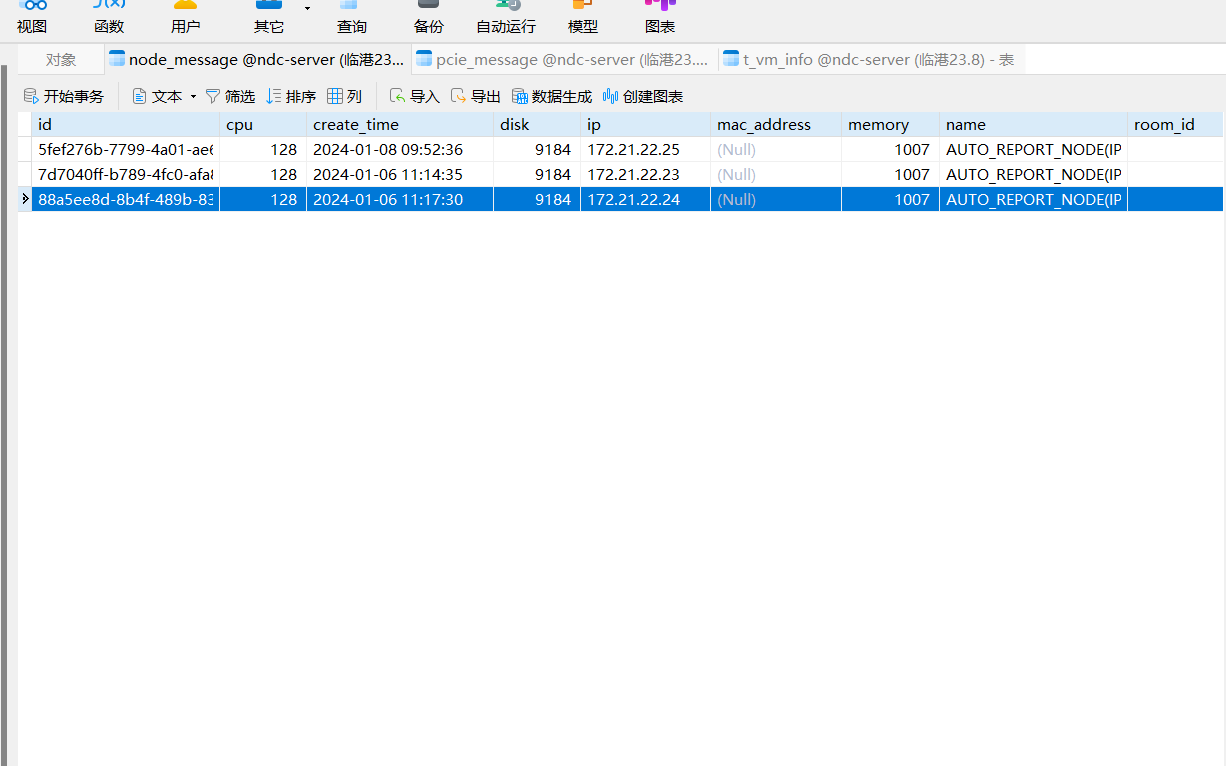 视图 函数 用户 其它 查询 备份 自动运行 模型 图表
对象 node_message @ndc-server (临港23... pcie_message @ndc-server (临港23.... t_vm_info @ndc-server (临港23.8) - 表
开始事务 文本 筛选 排序 列 导入 导出 数据生成 创建图表
id cpu create_time disk ip mac_address memory name room_id
5fef276b-7799-4a01-ae6 128 2024-01-08 09:52:36 9184 172.21.22.25 (Null) 1007 AUTO_REPORT_NODE(IP
7d7040ff-b789-4fc0-afa8 128 2024-01-06 11:14:35 9184 172.21.22.23 (Null) 1007 AUTO_REPORT_NODE(IP
88a5ee8d-8b4f-489b-83 128 2024-01-06 11:17:30 9184 172.21.22.24 (Null) 1007 AUTO_REPORT_NODE(IP